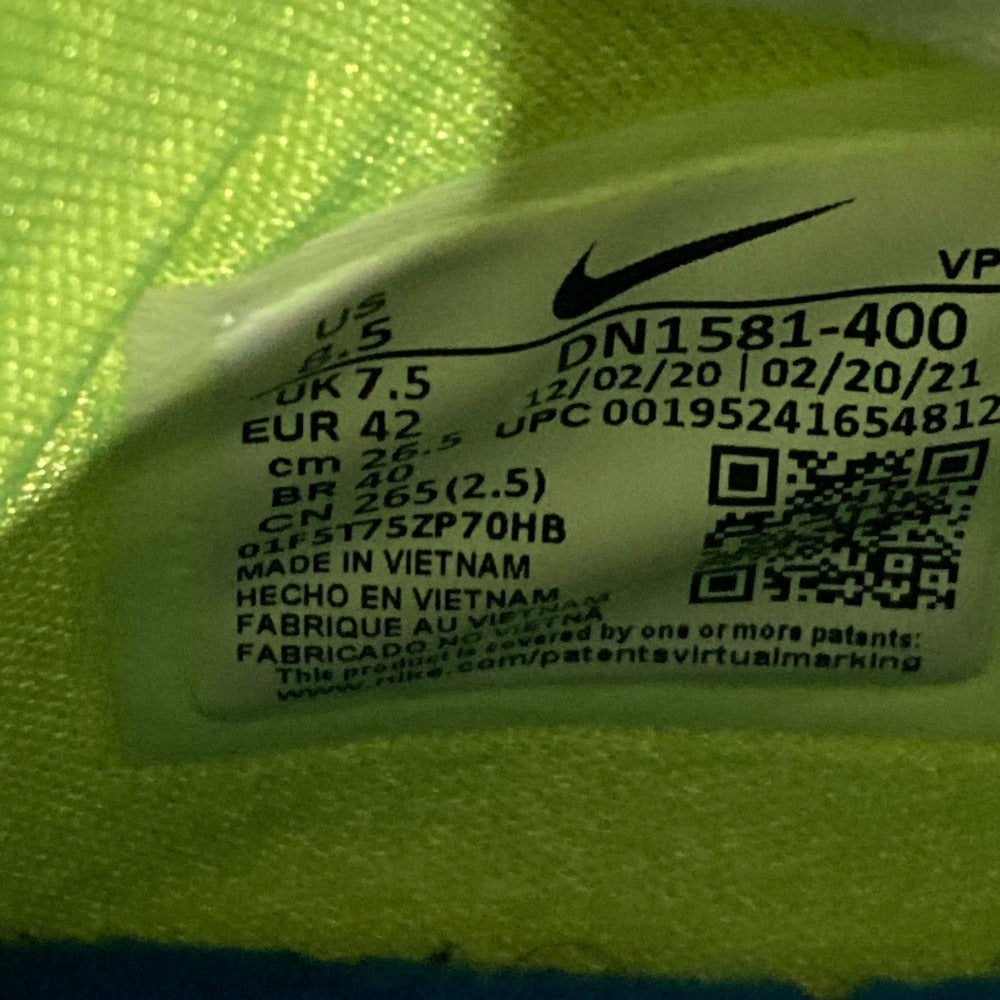 VP
US
8.5
DN1581-400
UK 7.5
12/02/20 | 02/20/21
EUR 42
UPC 00195241654812
cm 26.5
BR 40
CN 265(2.5)
01F5175ZP70HB
MADE IN VIETNAM
HECHO EN VIETNAM
FABRIQUE AU VIETNAM
FABRICADO NO VIETNA
This product is covered by one or more patents:
www.nike.com/patentsvirtualmarking